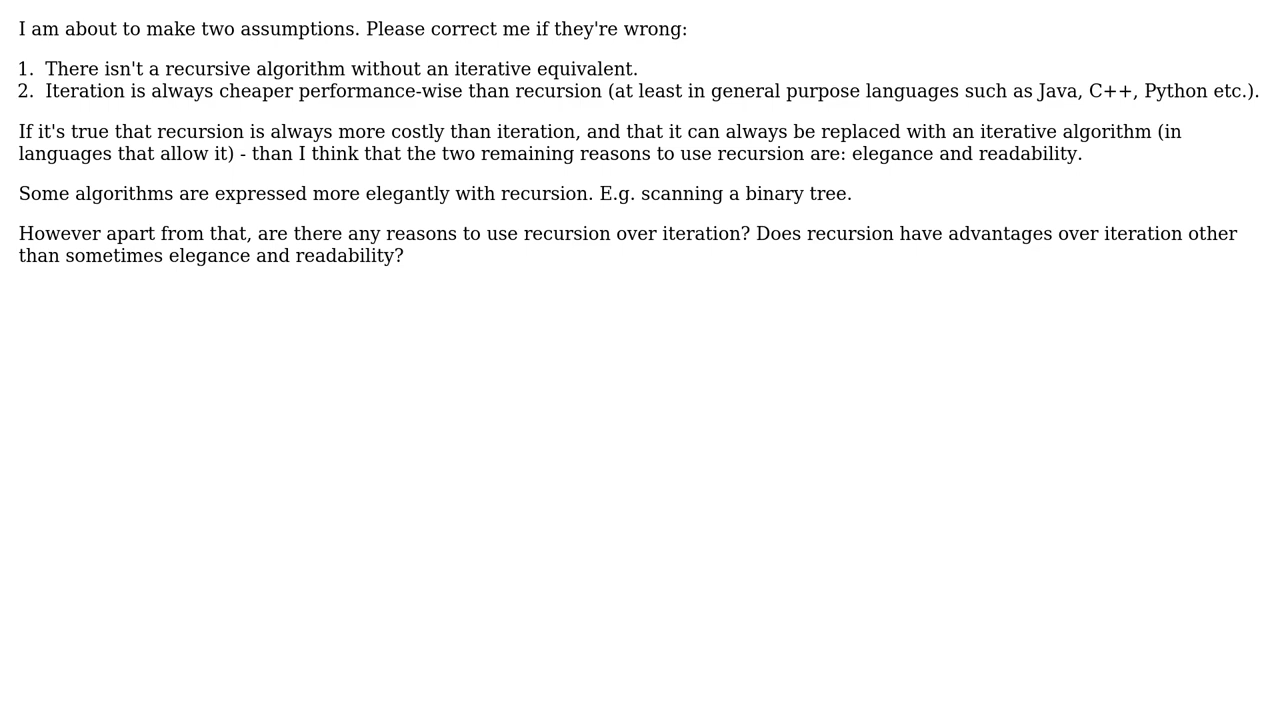 I am about to make two assumptions. Please correct me if they're wrong:
1. There isn't a recursive algorithm without an iterative equivalent.
2. Iteration is always cheaper performance-wise than recursion (at least in general purpose languages such as Java, C++, Python etc.).
If it's true that recursion is always more costly than iteration, and that it can always be replaced with an iterative algorithm (in
languages that allow it) - than I think that the two remaining reasons to use recursion are: elegance and readability.
Some algorithms are expressed more elegantly with recursion. E.g. scanning a binary tree.
However apart from that, are there any reasons to use recursion over iteration? Does recursion have advantages over iteration other
than sometimes elegance and readability?